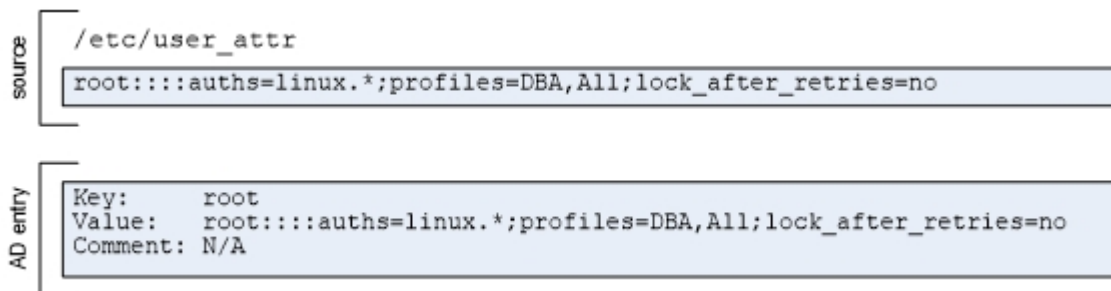 source
/etc/user_attr
root::::auths=linux.*;profiles=DBA,All;lock_after_retries=no
AD entry
Key: root
Value: root::::auths=linux.*;profiles=DBA,All;lock_after_retries=no
Comment: N/A